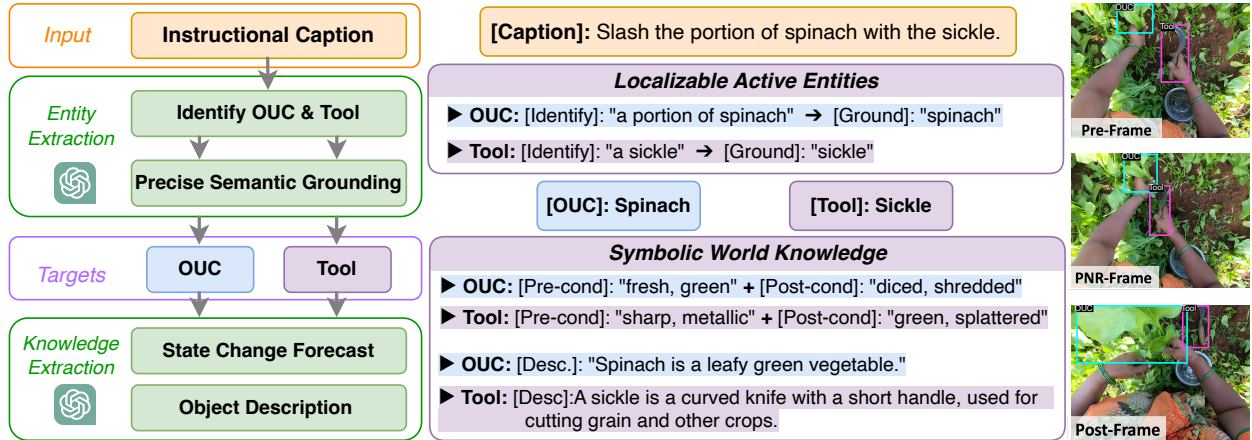 Input
Instructional Caption
Entity
Extraction
Identify OUC & Tool
Precise Semantic Grounding
Targets
OUC
Tool
Knowledge
Extraction
State Change Forecast
Object Description
[Caption]: Slash the portion of spinach with the sickle.
Localizable Active Entities
▶ OUC: [Identify]: "a portion of spinach" → [Ground]: "spinach"
▶ Tool: [Identify]: "a sickle" → [Ground]: "sickle"
[OUC]: Spinach
[Tool]: Sickle
Symbolic World Knowledge
▶ OUC: [Pre-cond]: "fresh, green" + [Post-cond]: "diced, shredded"
▶ Tool: [Pre-cond]: "sharp, metallic" + [Post-cond]: "green, splattered"
▶ OUC: [Desc.]: "Spinach is a leafy green vegetable."
▶ Tool: [Desc]:A sickle is a curved knife with a short handle, used for
cutting grain and other crops.
OUC
Tool
Pre-Frame
OUC
Tool
PNR-Frame
OUC
Tool
Post-Frame